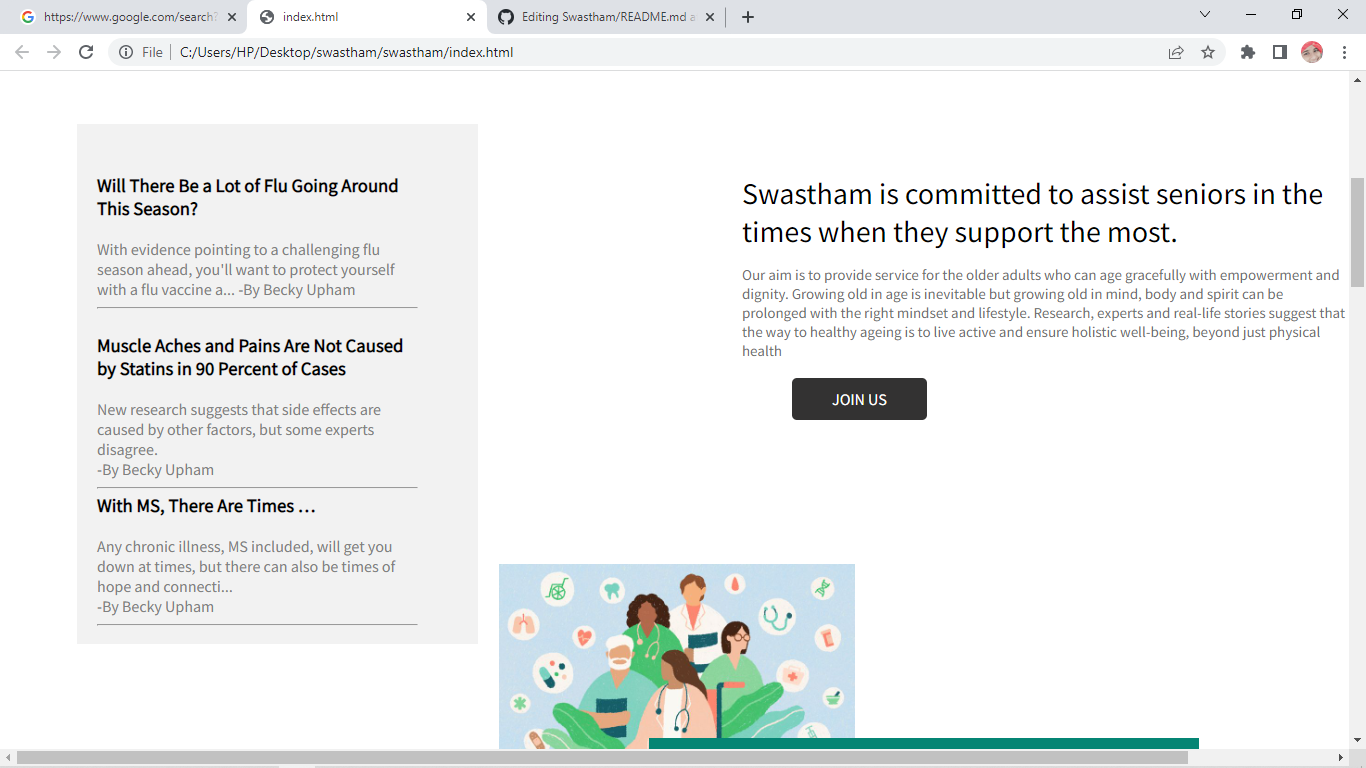 https://www.google.com/search?
index.html
Editing Swastham/README.md a
File
C:/Users/HP/Desktop/swastham/swastham/index.html
Will There Be a Lot of Flu Going Around
This Season?
With evidence pointing to a challenging flu
season ahead, you'll want to protect yourself
with a flu vaccine a... -By Becky Upham
Muscle Aches and Pains Are Not Caused
by Statins in 90 Percent of Cases
New research suggests that side effects are
caused by other factors, but some experts
disagree.
-By Becky Upham
With MS, There Are Times …
Any chronic illness, MS included, will get you
down at times, but there can also be times of
hope and connecti...
-By Becky Upham
Swastham is committed to assist seniors in the
times when they support the most.
Our aim is to provide service for the older adults who can age gracefully with empowerment and
dignity. Growing old in age is inevitable but growing old in mind, body and spirit can be
prolonged with the right mindset and lifestyle. Research, experts and real-life stories suggest that
the way to healthy ageing is to live active and ensure holistic well-being, beyond just physical
health
JOIN US